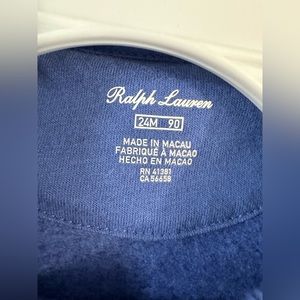 Ralph Lauren
24M 90
MADE IN MACAU
FABRIQUÉ À MACAO
HECHO EN MACAO
RN 41381
CA 56658